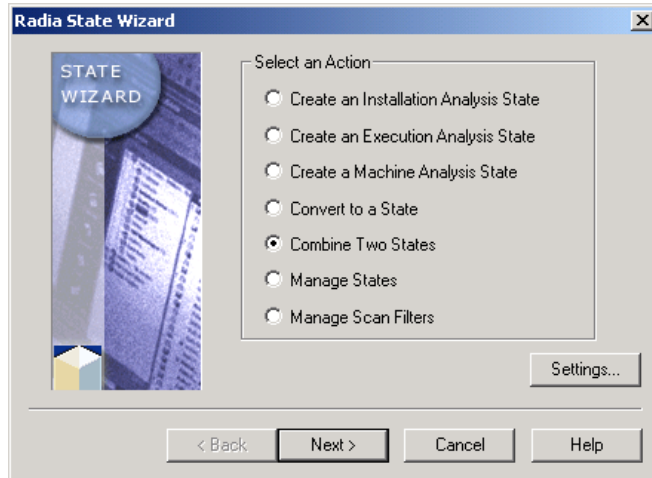 Radia State Wizard
STATE
WIZARD
Select an Action
Create an Installation Analysis State
Create an Execution Analysis State
Create a Machine Analysis State
Convert to a State
Combine Two States
Manage States
Manage Scan Filters
Settings...
< Back
Next >
Cancel
Help